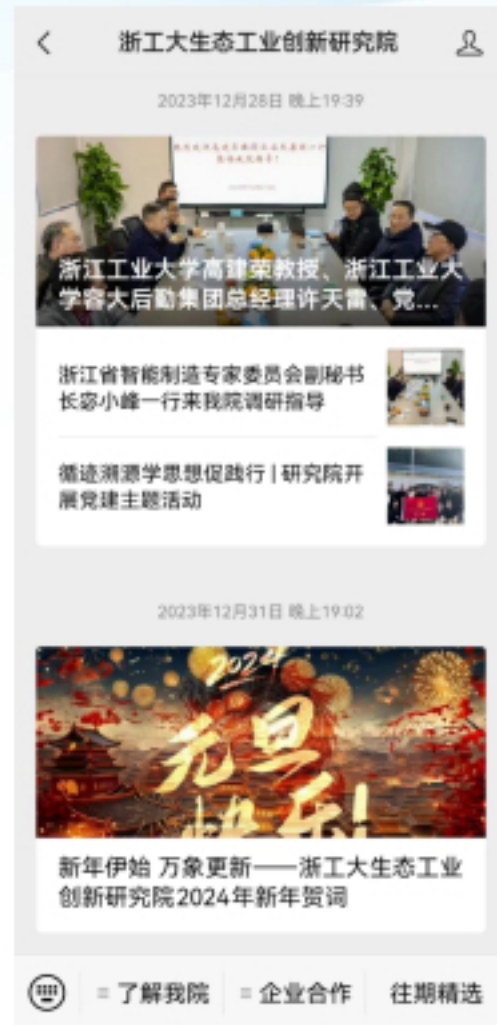 浙工大生态工业创新研究院
2023年12月28日 晚上19:39
浙江工业大学高建荣教授、浙江工业大
学容大后勤集团总经理许天雷、党...
浙江省智能制造专家委员会副秘书
长宓小峰一行来我院调研指导
循迹溯源学思想促践行 | 研究院开
展党建主题活动
2023年12月31日 晚上19:02
2024
元旦
快乐!
新年伊始 万象更新——浙工大生态工业
创新研究院2024年新年贺词
≡ 了解我院 ≡ 企业合作 往期精选